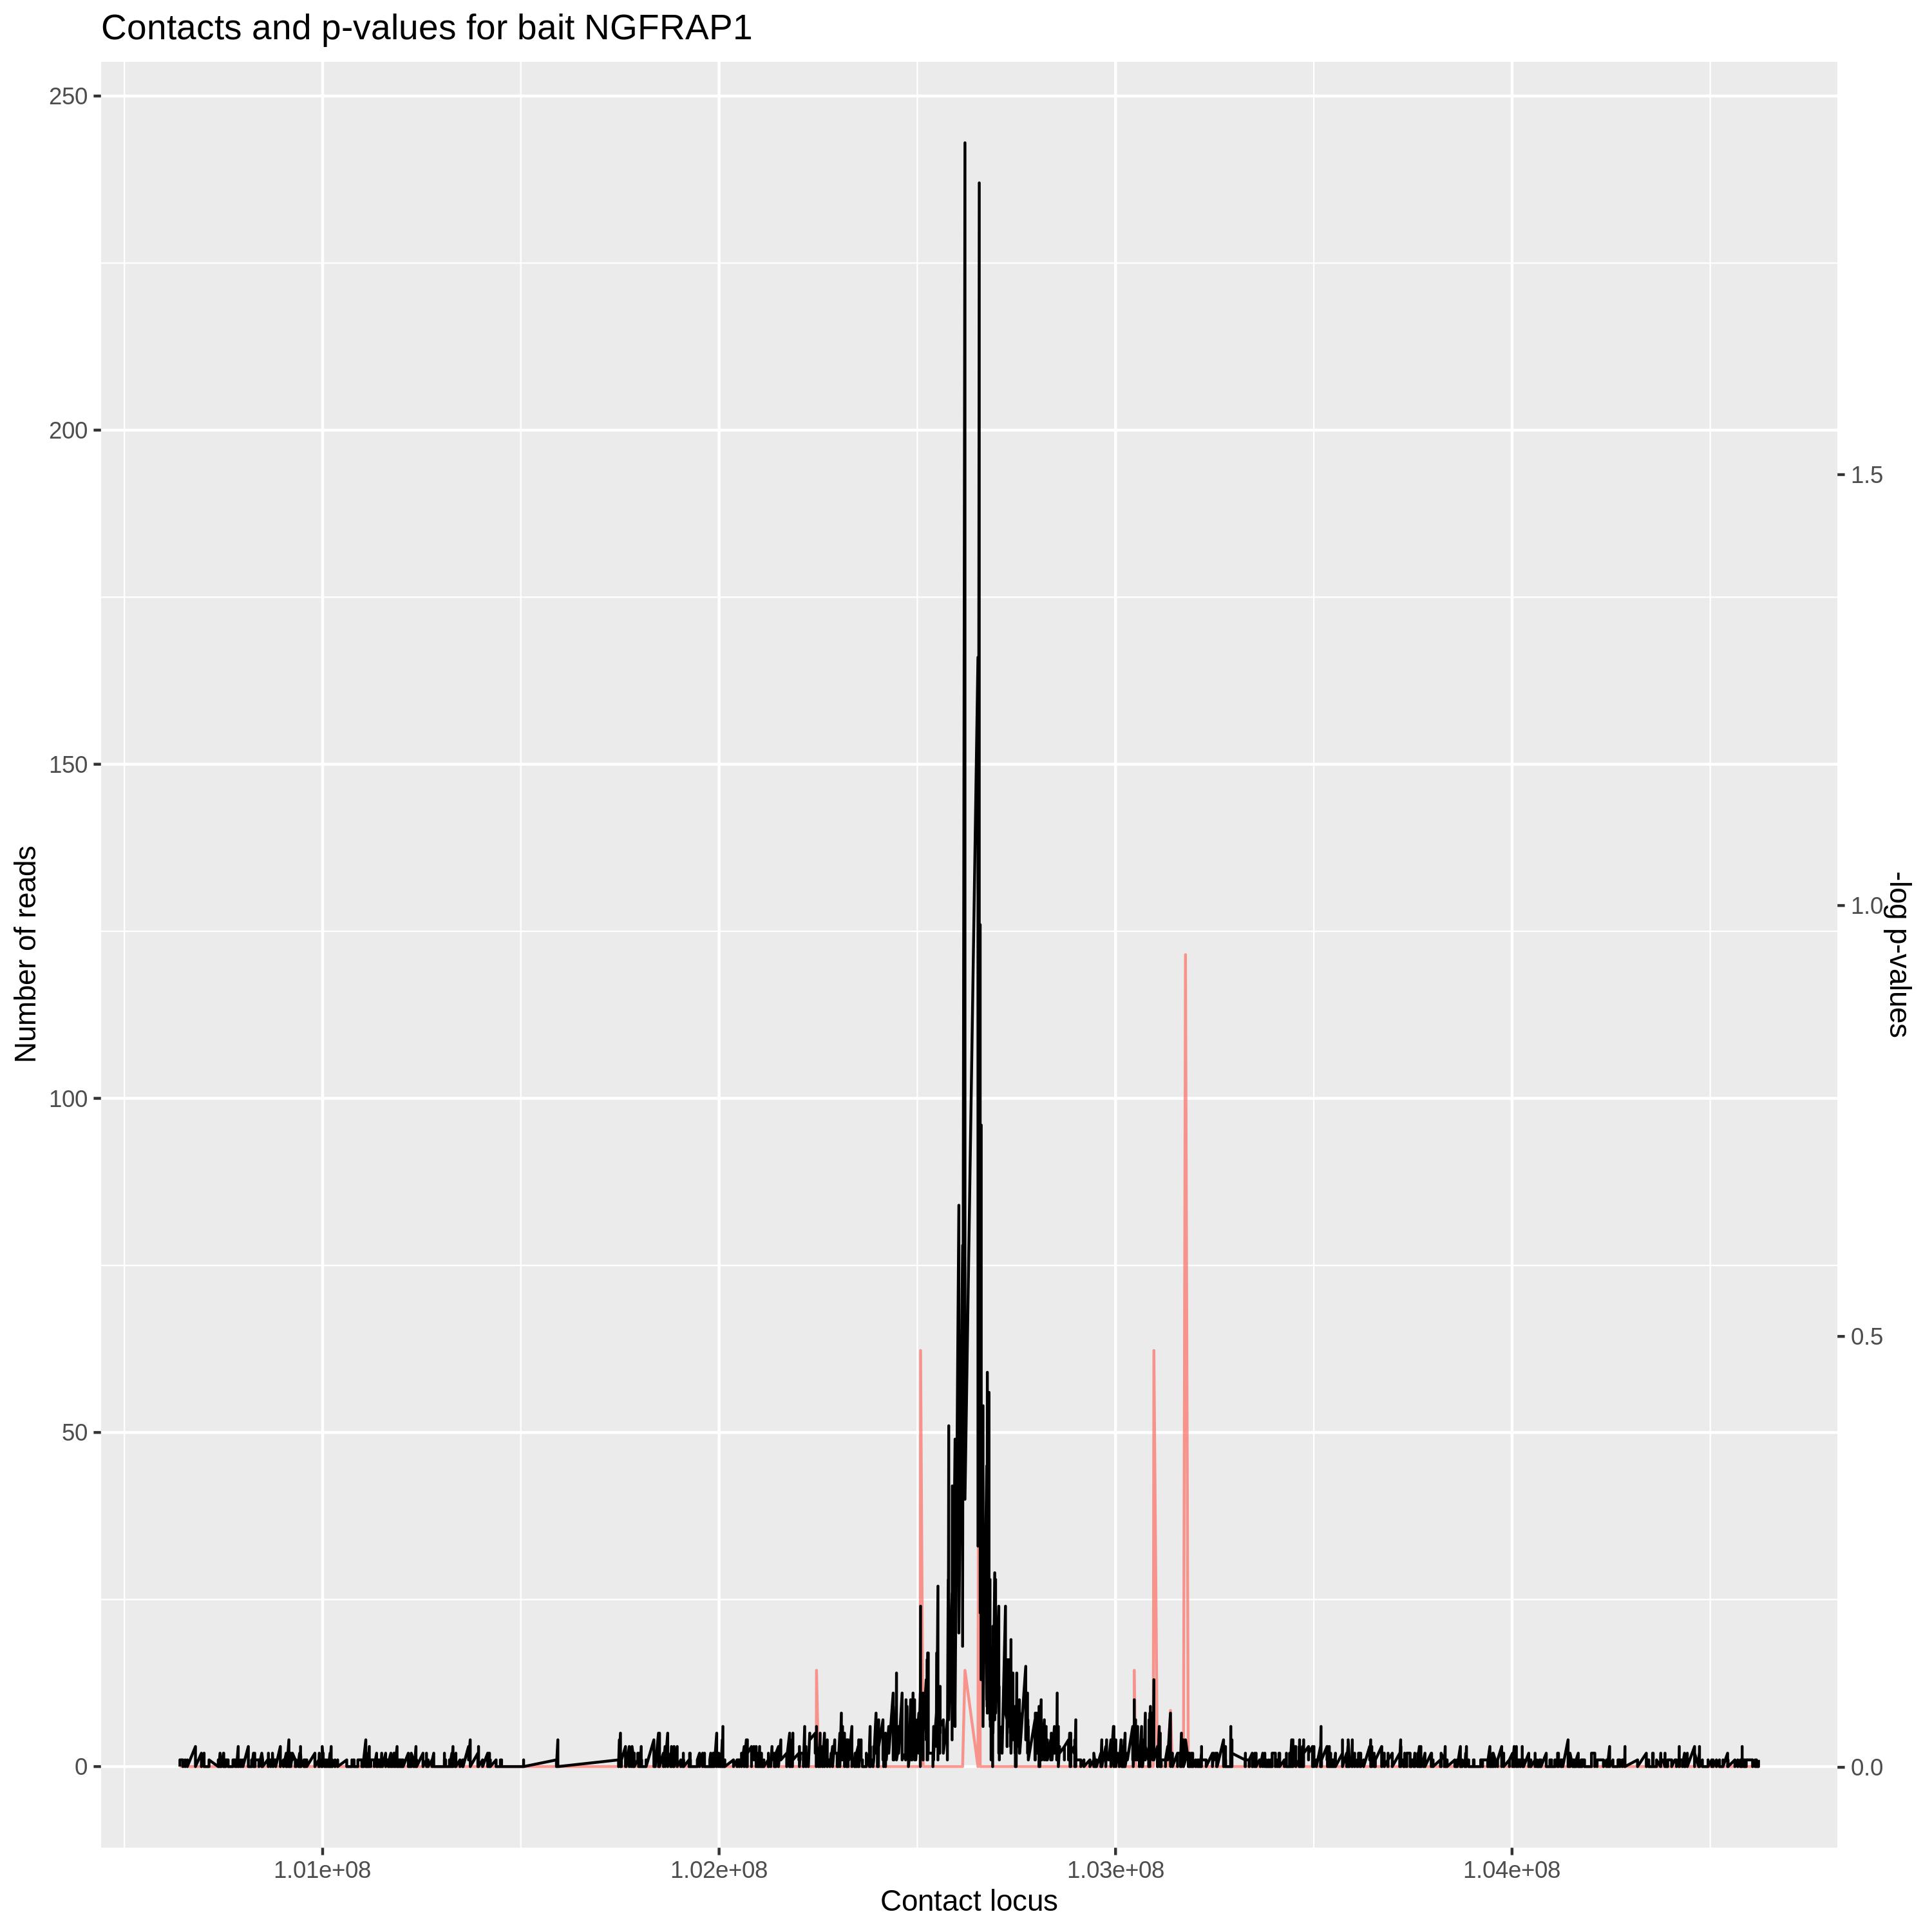 Contacts and p-values for bait NGFRAP1
250
200
150
100
50
0
Number of reads
1.5
1.0
0.5
0.0
-log p-values
1.01e+08 1.02e+08 1.03e+08 1.04e+08
Contact locus